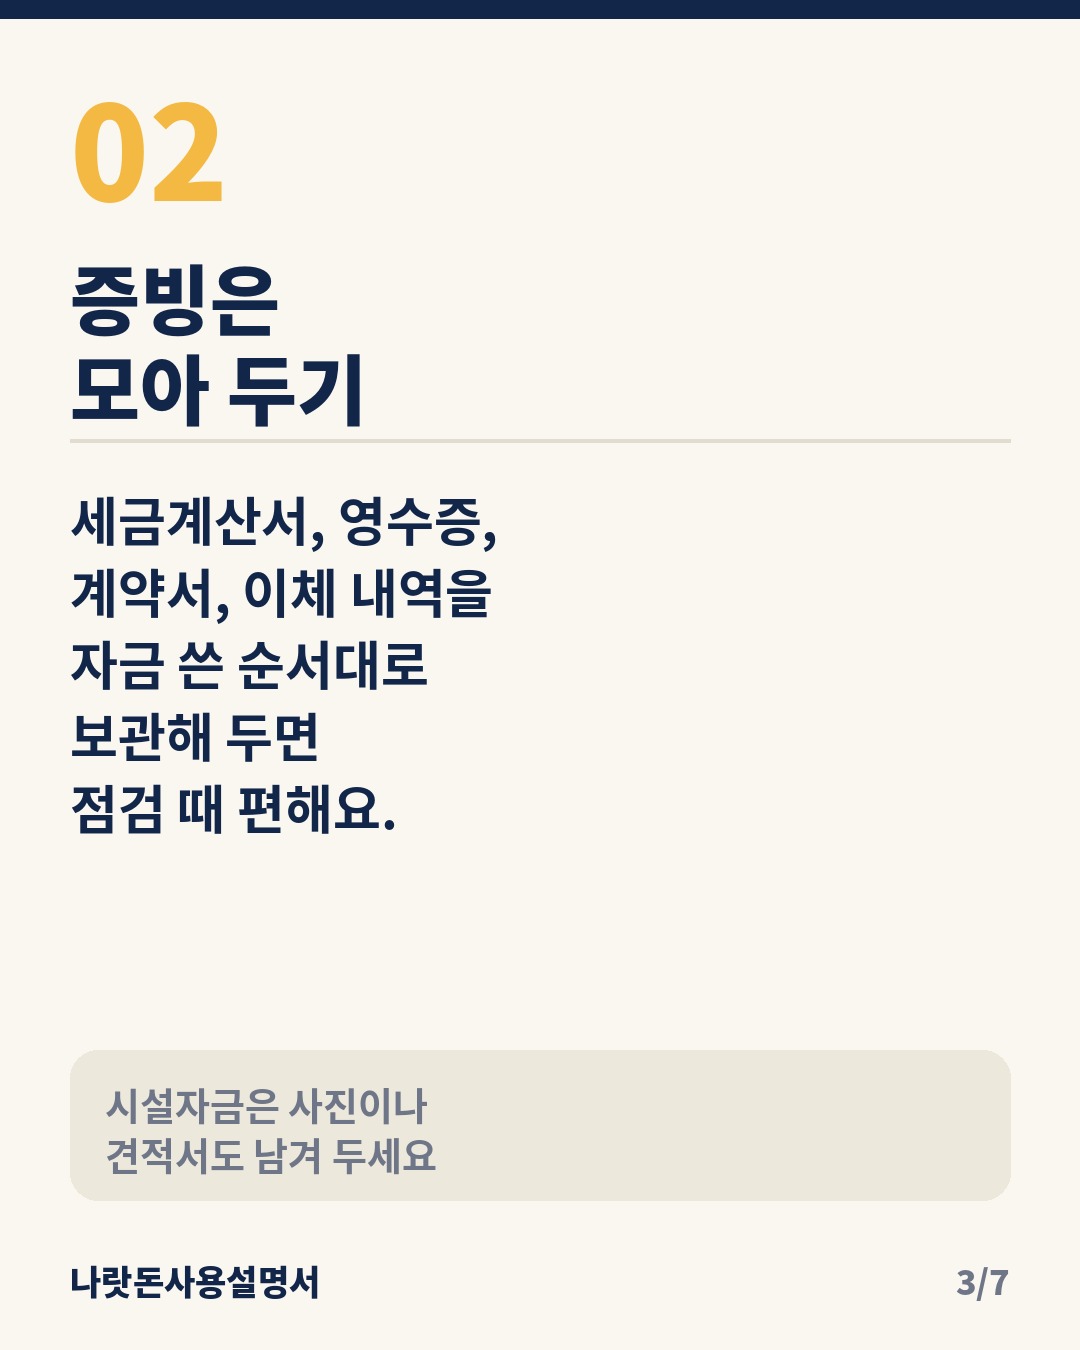 02
증빙은
모아 두기
세금계산서, 영수증,
계약서, 이체 내역을
자금 쓴 순서대로
보관해 두면
점검 때 편해요.
시설자금은 사진이나
견적서도 남겨 두세요
나랏돈사용설명서
3/7